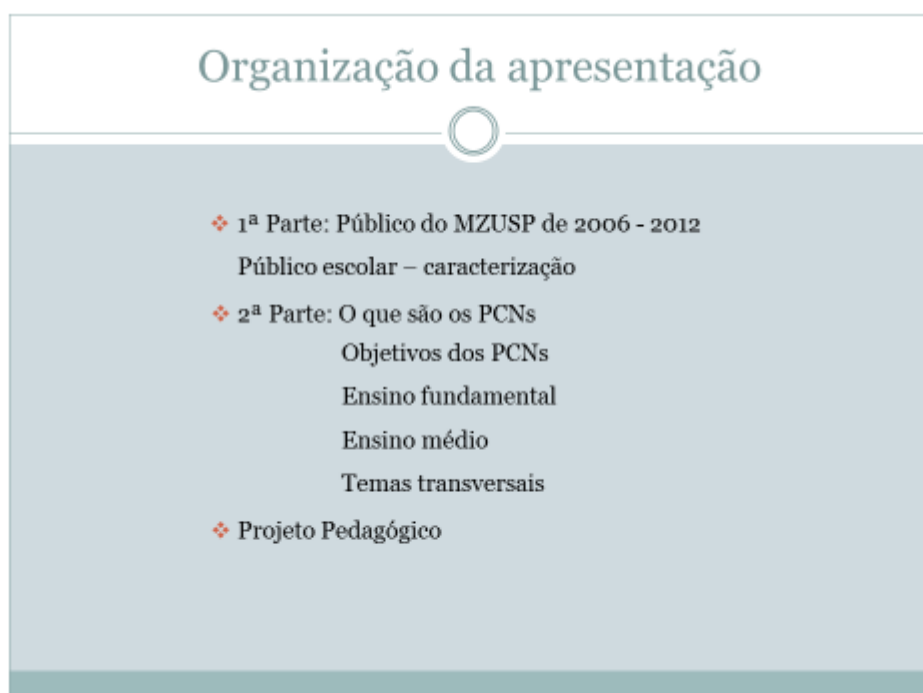 Organização da apresentação
1ª Parte: Público do MZUSP de 2006 - 2012
Público escolar – caracterização
2ª Parte: O que são os PCNs
Objetivos dos PCNs
Ensino fundamental
Ensino médio
Temas transversais
Projeto Pedagógico